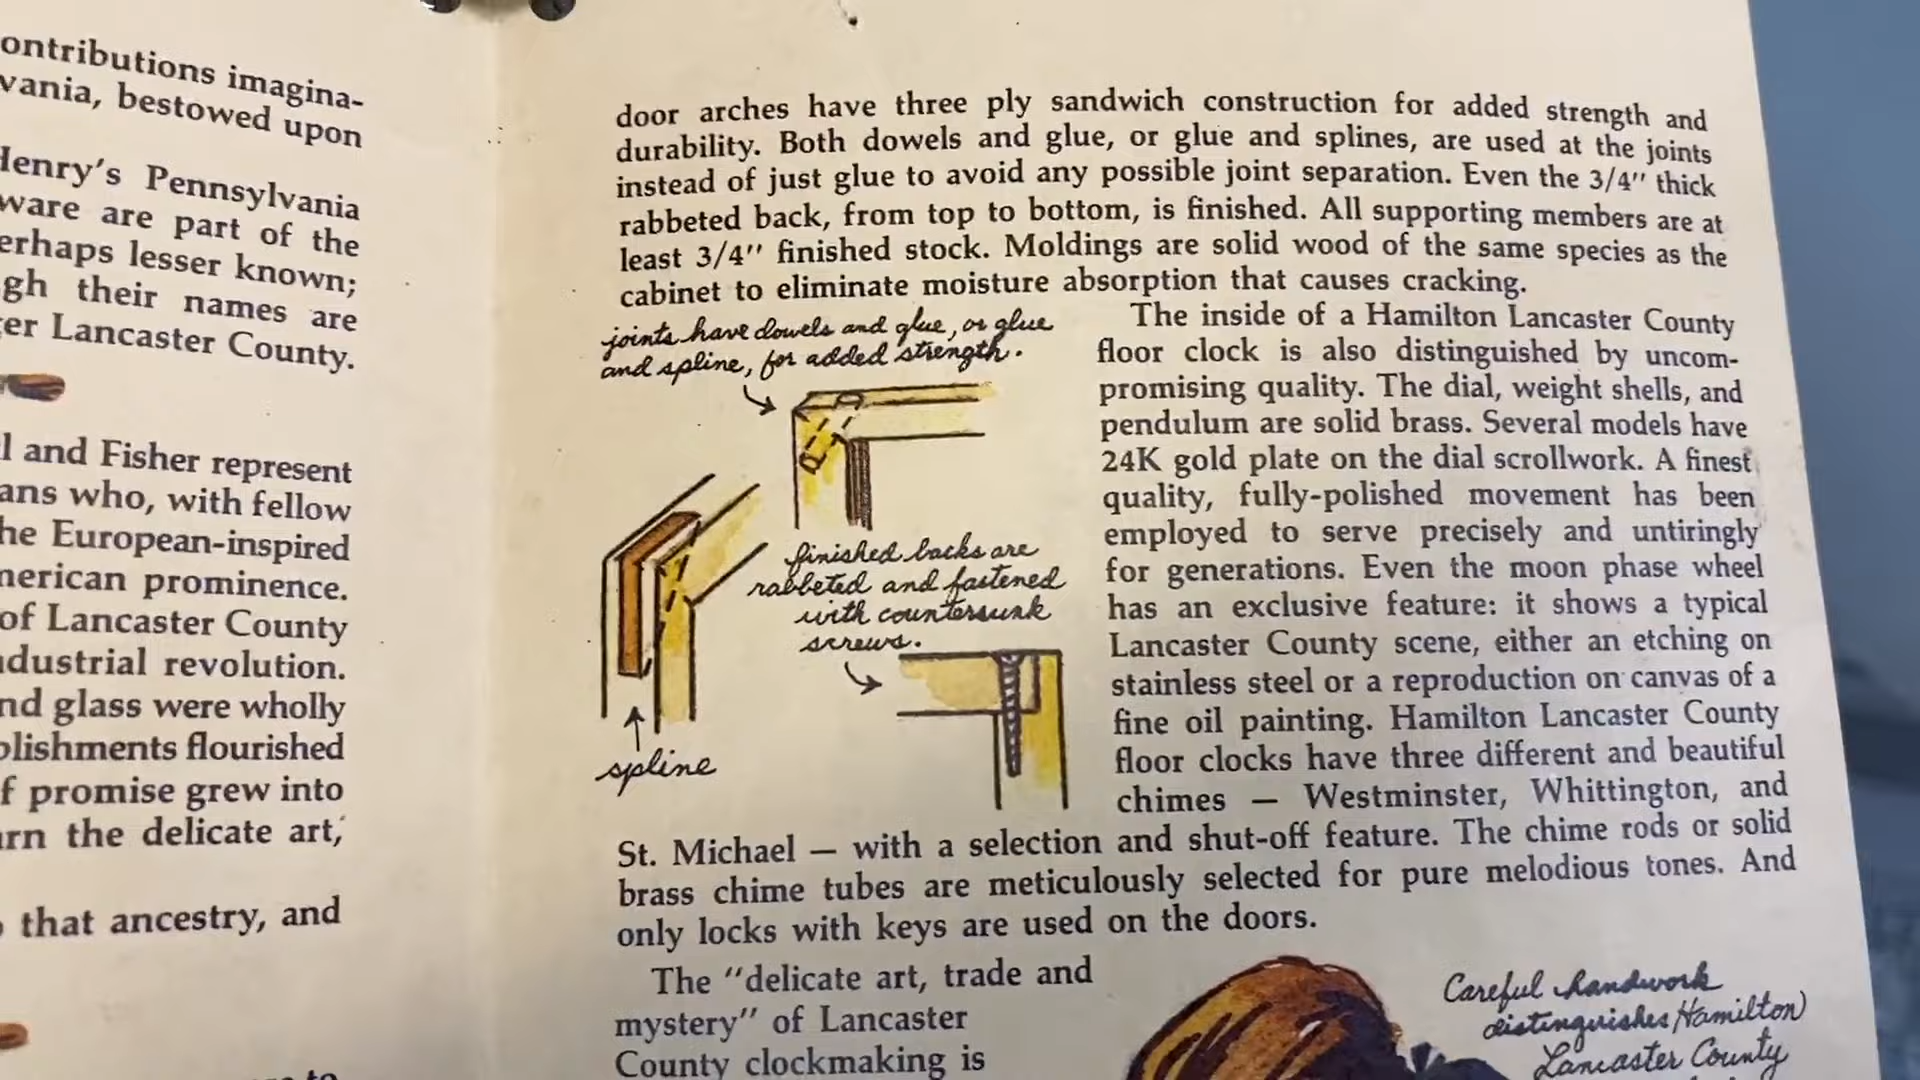 ontributions imagina-
vania, bestowed upon
Henry's Pennsylvania
ware are part of the
erhaps lesser known;
gh their names are
er Lancaster County.
l and Fisher represent
ans who, with fellow
he European-inspired
merican prominence.
of Lancaster County
dustrial revolution.
nd glass were wholly
blishments flourished
f promise grew into
rn the delicate art,
that ancestry, and
to
door arches have three ply sandwich construction for added strength and
durability. Both dowels and glue, or glue and splines, are used at the joints
instead of just glue to avoid any possible joint separation. Even the 3/4" thick
rabbeted back, from top to bottom, is finished. All supporting members are at
least 3/4" finished stock. Moldings are solid wood of the same species as the
cabinet to eliminate moisture absorption that causes cracking.
joints have dowels and glue, or glue
and spline, for added strength.
finished backs are
rabbeted and fastened
with countersunk
screws.
spline
The inside of a Hamilton Lancaster County
floor clock is also distinguished by uncom-
promising quality. The dial, weight shells, and
pendulum are solid brass. Several models have
24K gold plate on the dial scrollwork. A finest
quality, fully-polished movement has been
employed to serve precisely and untiringly
for generations. Even the moon phase wheel
has an exclusive feature: it shows a typical
Lancaster County scene, either an etching on
stainless steel or a reproduction on canvas of a
fine oil painting. Hamilton Lancaster County
floor clocks have three different and beautiful
chimes — Westminster, Whittington, and
St. Michael — with a selection and shut-off feature. The chime rods or solid
brass chime tubes are meticulously selected for pure melodious tones. And
only locks with keys are used on the doors.
The "delicate art, trade and
mystery" of Lancaster
County clockmaking is
Careful handwork
distinguishes Hamilton
Lancaster County